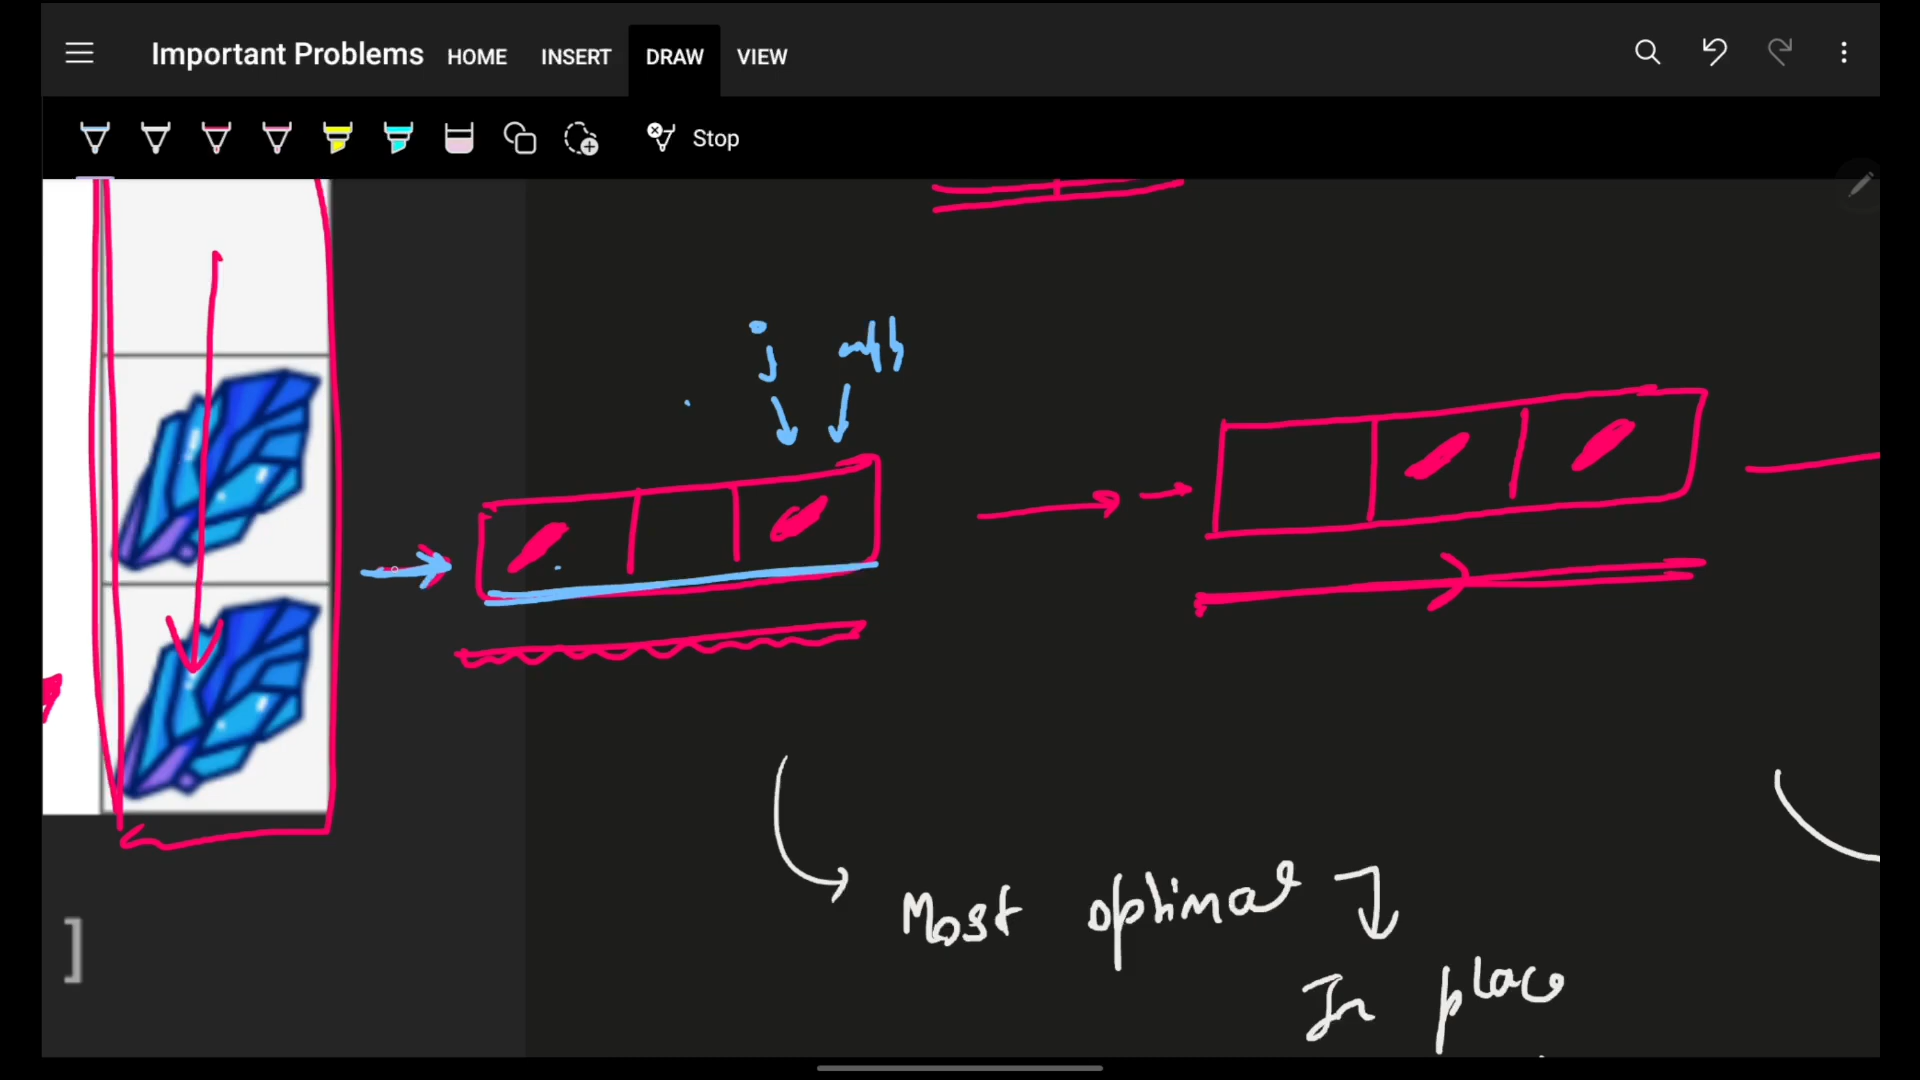 Important Problems HOME INSERT DRAW VIEW
Stop
j
Most optimal
In place
]